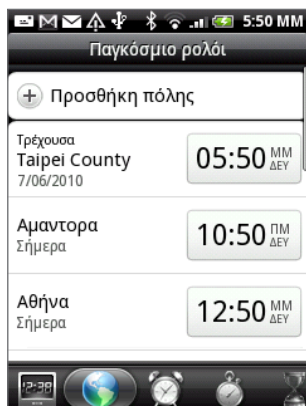 5:50 ΜΜ
Παγκόσμιο ρολόι
Προσθήκη πόλης
Τρέχουσα
Taipei County
7/06/2010
05:50 ΜΜ ΔΕΥ
Αμαντορα
Σήμερα
10:50 ΠΜ ΔΕΥ
Αθήνα
Σήμερα
12:50 ΜΜ ΔΕΥ
12:38